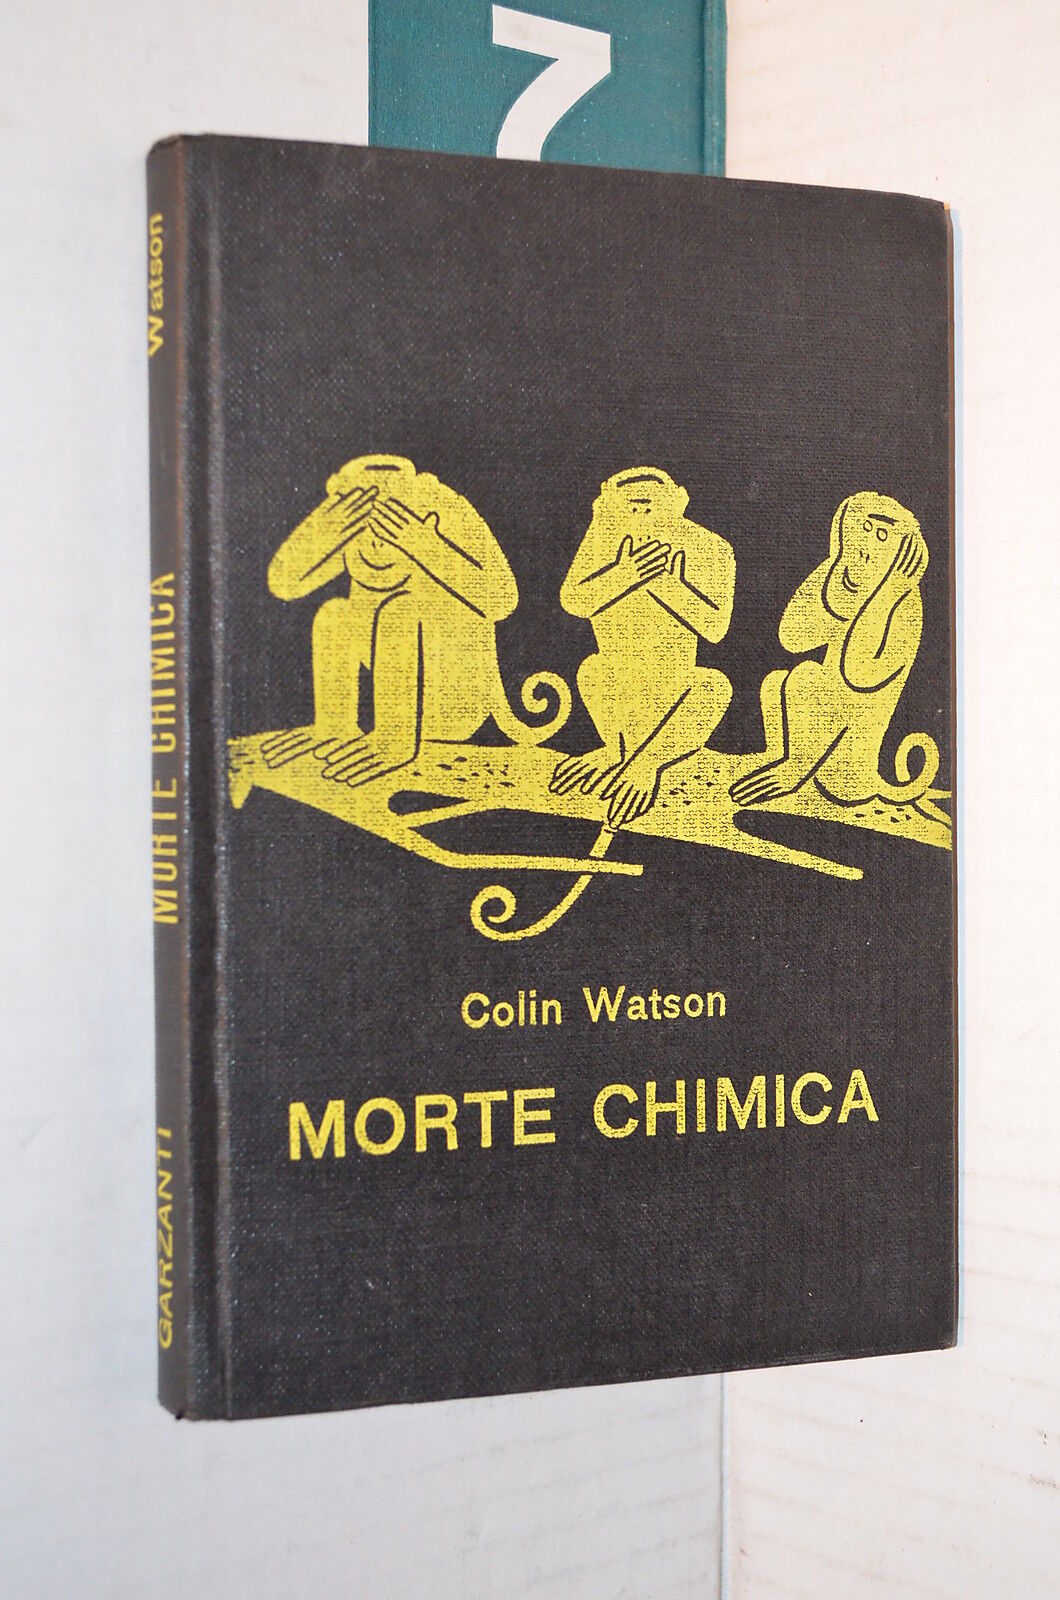 7
Watson
MORTE CHIMICA
GARZANTI
Colin Watson
MORTE CHIMICA